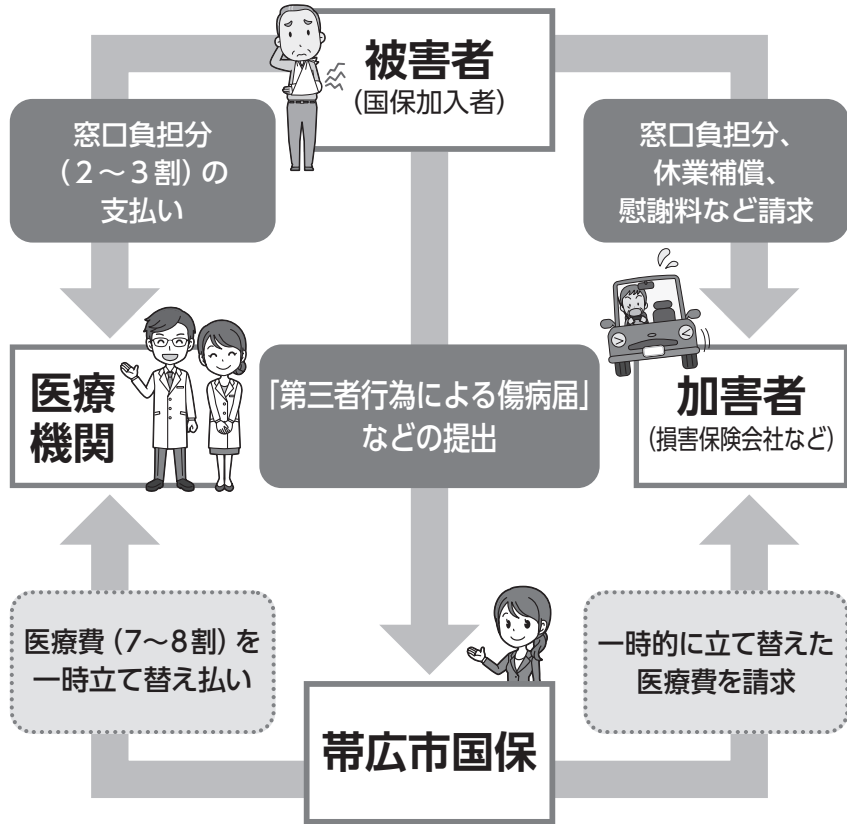 被害者
(国保加入者)
窓口負担分
(2〜3割)の
支払い
窓口負担分、
休業補償、
慰謝料など請求
医療
機関
「第三者行為による傷病届」
などの提出
加害者
(損害保険会社など)
医療費(7〜8割)を
一時立て替え払い
一時的に立て替えた
医療費を請求
帯広市国保